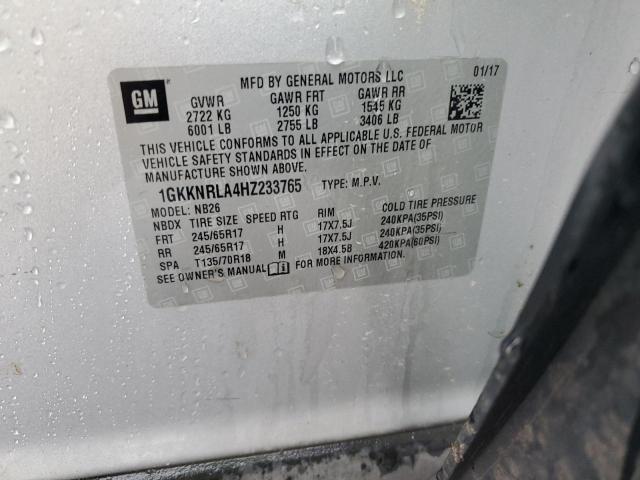 GM
MFD BY GENERAL MOTORS LLC 01/17
GVWR GAWR FRT GAWR RR
2722 KG 1250 KG 1545 KG
6001 LB 2755 LB 3406 LB
THIS VEHICLE CONFORMS TO ALL APPLICABLE U.S. FEDERAL MOTOR
VEHICLE SAFETY STANDARDS IN EFFECT ON THE DATE OF
MANUFACTURE SHOWN ABOVE.
1GKKNRLA4HZ233765 TYPE: M.P.V.
MODEL: NB26
NBDX TIRE SIZE SPEED RTG RIM COLD TIRE PRESSURE
FRT 245/65R17 H 17X7.5J 240KPA(35PSI)
RR 245/65R17 H 17X7.5J 240KPA(35PSI)
SPA T135/70R18 M 18X4.5B 420KPA(60PSI)
SEE OWNER'S MANUAL FOR MORE INFORMATION.